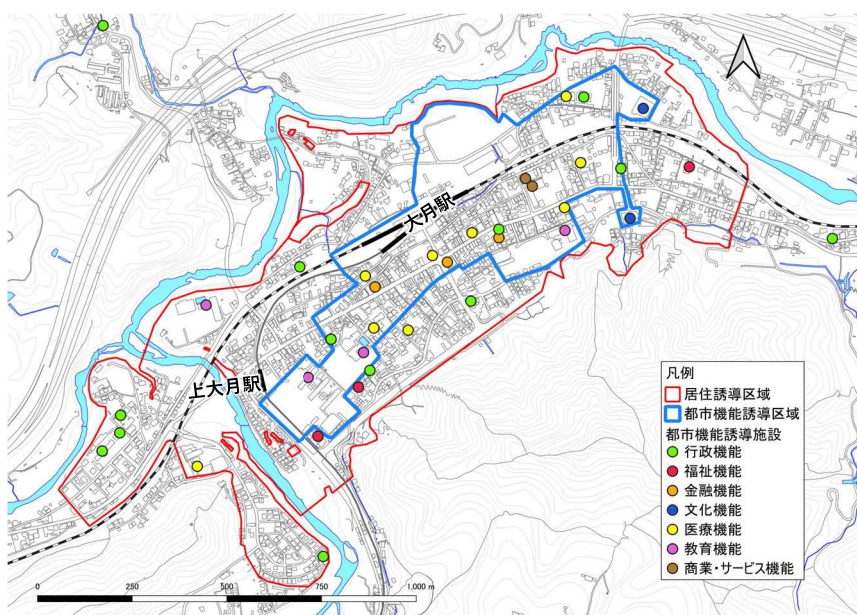 大月駅
上大月駅
凡例
居住誘導区域
都市機能誘導区域
都市機能誘導施設
行政機能
福祉機能
金融機能
文化機能
医療機能
教育機能
商業・サービス機能
0 250 500 750 1,000 m